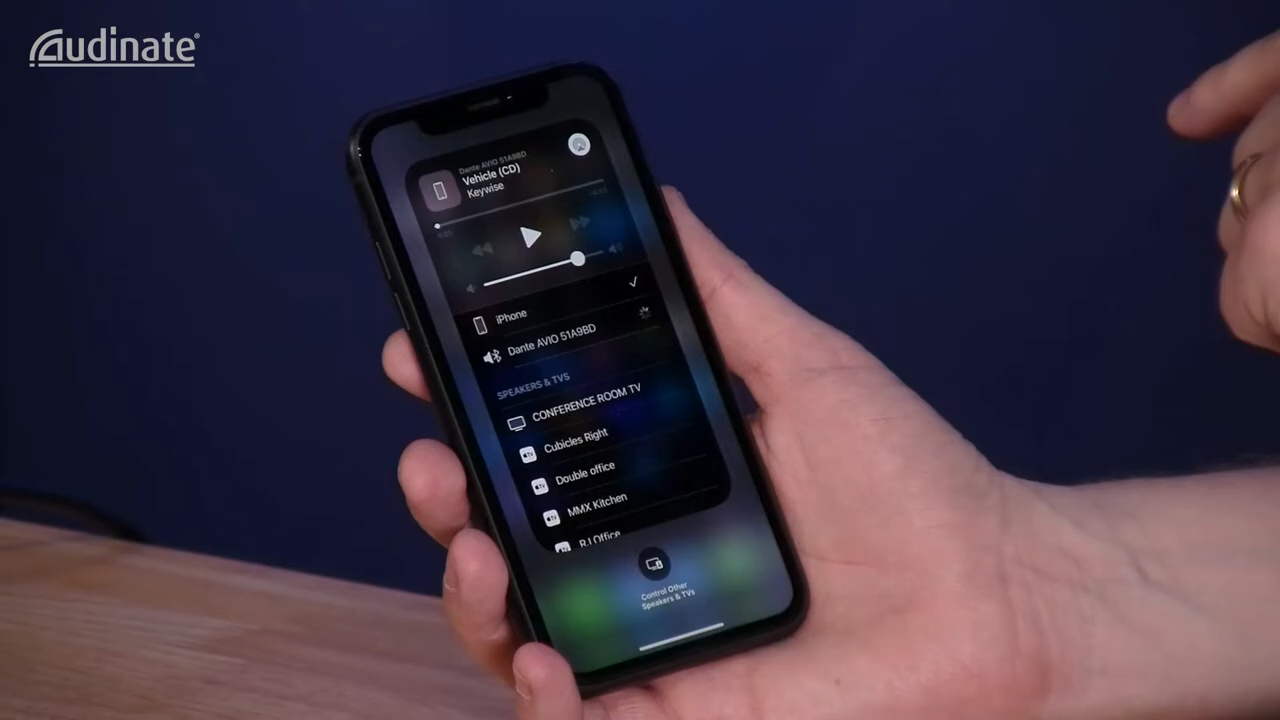 Audinate®
Dante AVIO 51A9BD
Vehicle (CD)
Keywise
iPhone
Dante AVIO 51A9BD
SPEAKERS & TVS
CONFERENCE ROOM TV
Cubicles Right
Double office
MMX Kitchen
RJ Office
Control Other
Speakers & TVs